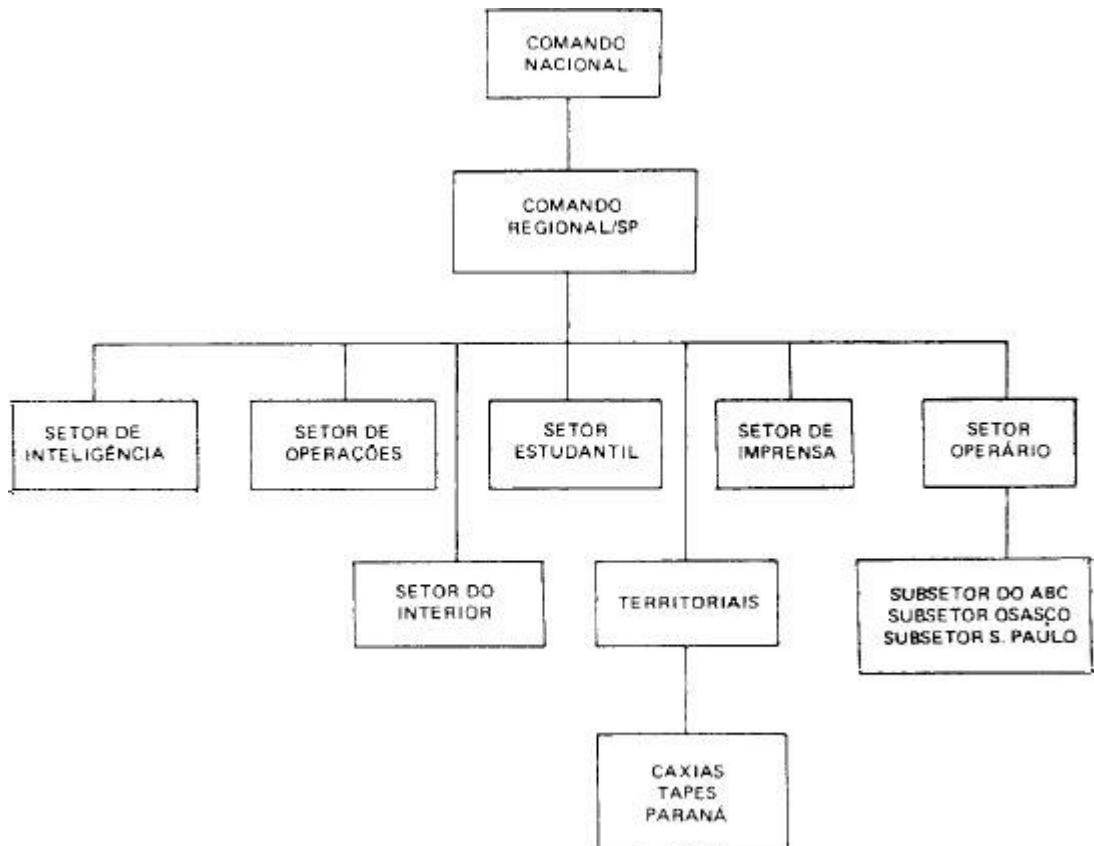 COMANDO
NACIONAL
COMANDO
REGIONAL/SP
SETOR DE
INTELIGÊNCIA
SETOR DE
OPERAÇÕES
SETOR
ESTUDANTIL
SETOR DE
IMPRENSA
SETOR
OPERÁRIO
SETOR DO
INTERIOR
TERRITORIAIS
SUBSETOR DO ABC
SUBSETOR OSASCO
SUBSETOR S. PAULO
CAXIAS
TAPES
PARANÁ